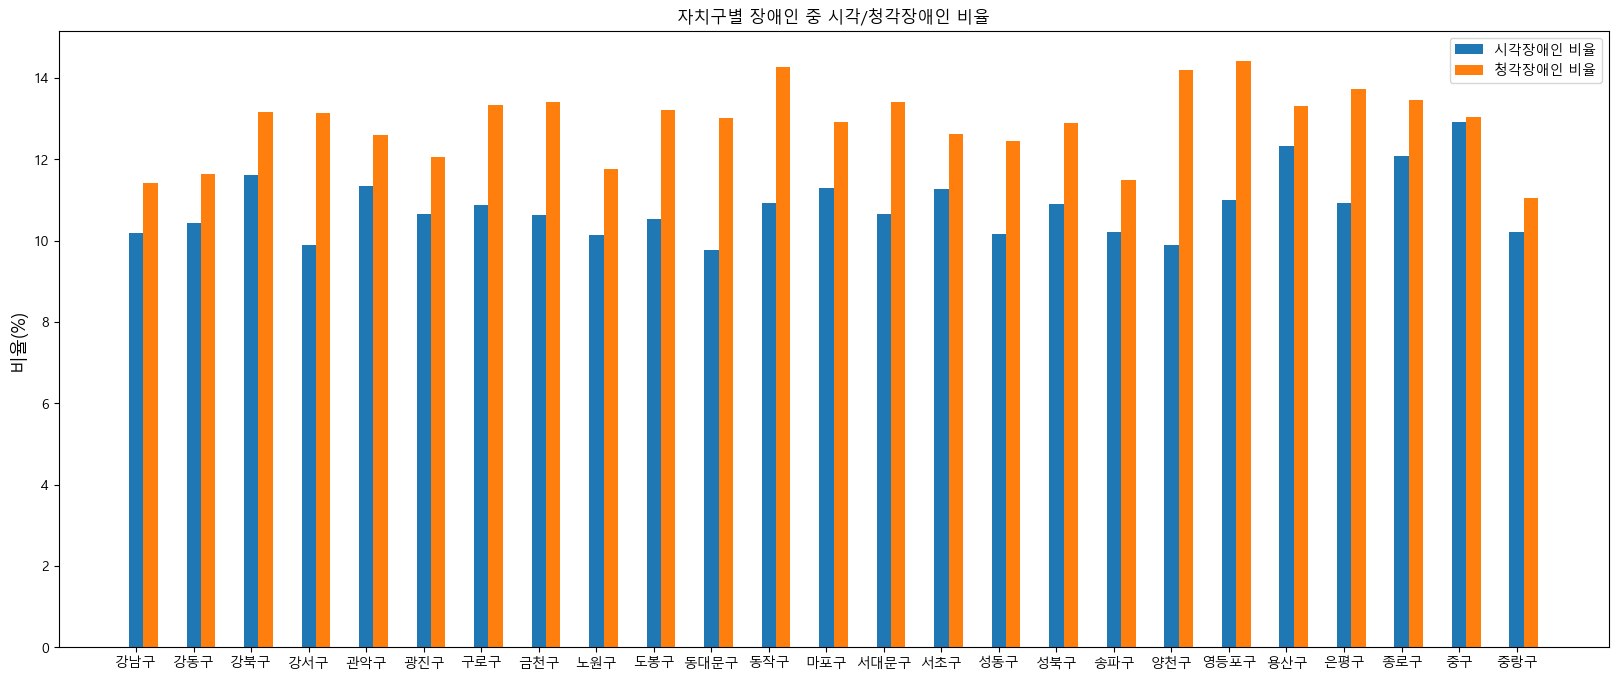 자치구별 장애인 중 시각/청각장애인 비율
시각장애인 비율
청각장애인 비율
비율(%)
14
12
10
8
6
4
2
0
강남구 강동구 강북구 강서구 관악구 광진구 구로구 금천구 노원구 도봉구 동대문구 동작구 마포구 서대문구 서초구 성동구 성북구 송파구 양천구 영등포구 용산구 은평구 종로구 중구 중랑구